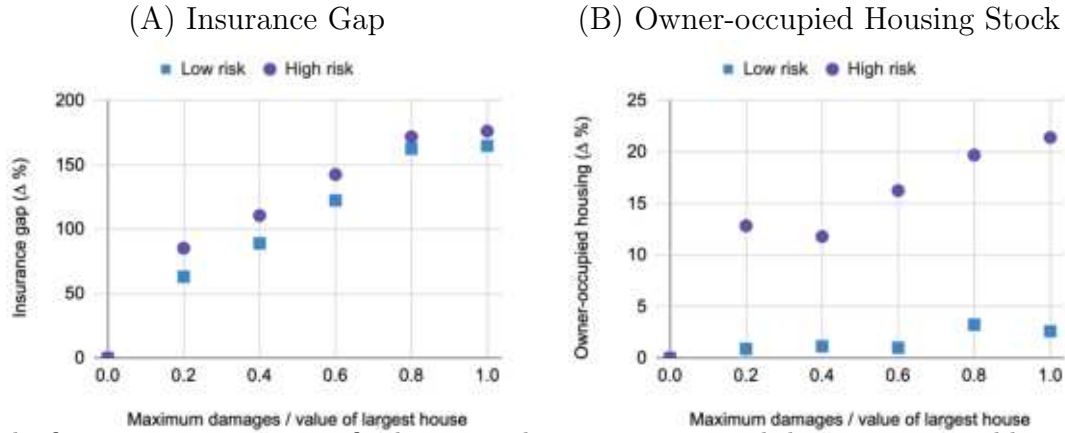 (A) Insurance Gap
Low risk High risk
Insurance gap (Δ %)
200
150
100
50
0
0.0 0.2 0.4 0.6 0.8 1.0
Maximum damages / value of largest house
(B) Owner-occupied Housing Stock
Low risk High risk
Owner-occupied housing (Δ %)
25
20
15
10
5
0
0.0 0.2 0.4 0.6 0.8 1.0
Maximum damages / value of largest house